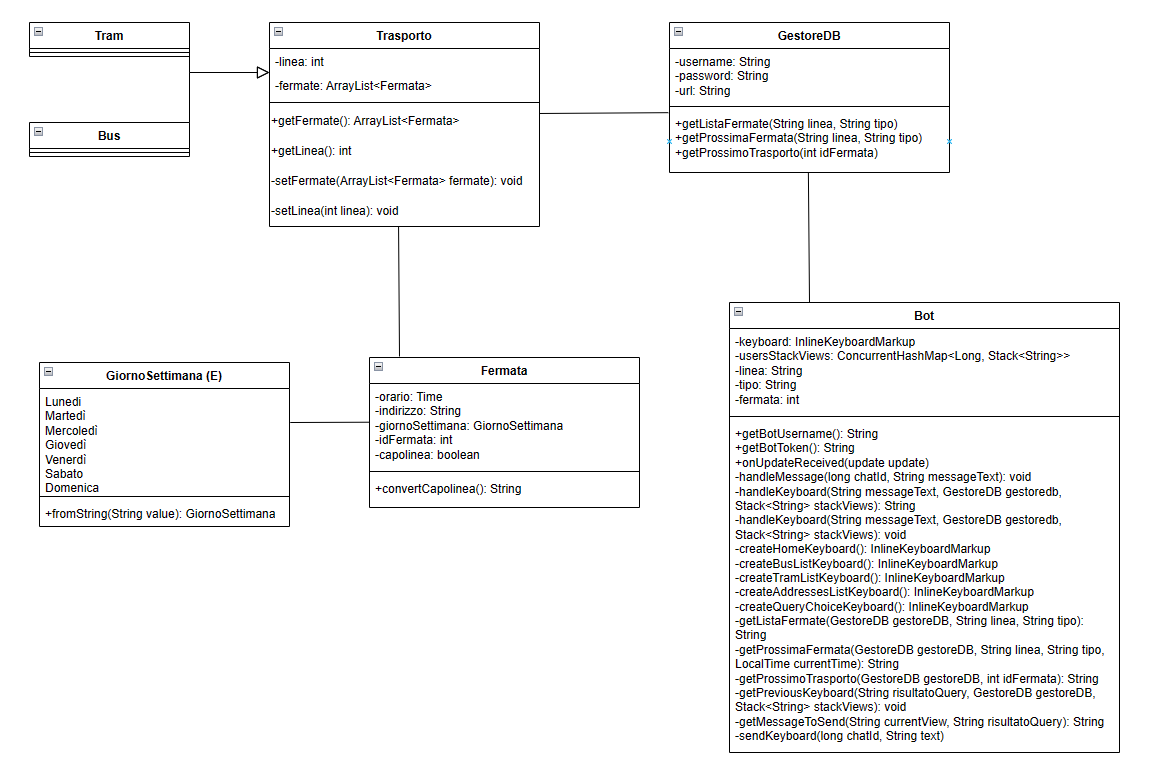 Tram
Bus
Trasporto
-linea: int
-fermate: ArrayList<Fermata>
+getFermate(): ArrayList<Fermata>
+getLinea(): int
-setFermate(ArrayList<Fermata> fermate): void
-setLinea(int linea): void
GestoreDB
-username: String
-password: String
-url: String
+getListaFermate(String linea, String tipo)
+getProssimaFermata(String linea, String tipo)
+getProssimoTrasporto(int idFermata)
GiornoSettimana (E)
Lunedì
Martedì
Mercoledì
Giovedì
Venerdì
Sabato
Domenica
+fromString(String value): GiornoSettimana
Fermata
-orario: Time
-indirizzo: String
-giornoSettimana: GiornoSettimana
-idFermata: int
-capolinea: boolean
+convertCapolinea(): String
Bot
-keyboard: InlineKeyboardMarkup
-usersStackViews: ConcurrentHashMap<Long, Stack<String>>
-linea: String
-tipo: String
-fermata: int
+getBotUsername(): String
+getBotToken(): String
+onUpdateReceived(update update)
-handleMessage(long chatId, String messageText): void
-handleKeyboard(String messageText, GestoreDB gestoredb,
Stack<String> stackViews): String
-handleKeyboard(String messageText, GestoreDB gestoredb,
Stack<String> stackViews): void
-createHomeKeyboard(): InlineKeyboardMarkup
-createBusListKeyboard(): InlineKeyboardMarkup
-createTramListKeyboard(): InlineKeyboardMarkup
-createAddressesListKeyboard(): InlineKeyboardMarkup
-createQueryChoiceKeyboard(): InlineKeyboardMarkup
-getListaFermate(GestoreDB gestoreDB, String linea, String tipo):
String
-getProssimaFermata(GestoreDB gestoreDB, String linea, String tipo,
LocalTime currentTime): String
-getProssimoTrasporto(GestoreDB gestoreDB, int idFermata): String
-getPreviousKeyboard(String risultatoQuery, GestoreDB gestoreDB,
Stack<String> stackViews): void
-getMessageToSend(String currentView, String risultatoQuery): String
-sendKeyboard(long chatId, String text)